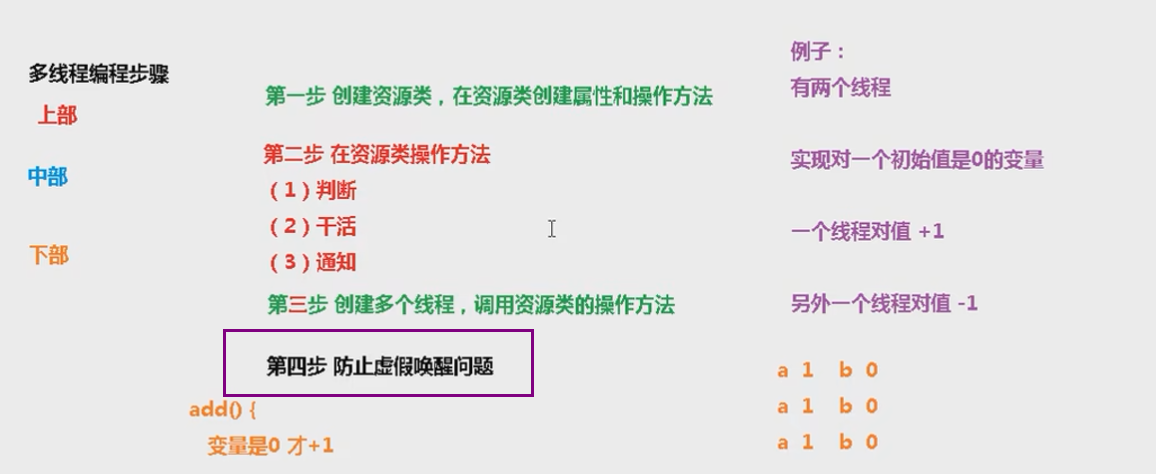 多线程编程步骤
上部
中部
下部
第一步 创建资源类，在资源类创建属性和操作方法
第二步 在资源类操作方法
（1）判断
（2）干活
（3）通知
第三步 创建多个线程，调用资源类的操作方法
第四步 防止虚假唤醒问题
add() {
变量是0 才+1
例子：
有两个线程
实现对一个初始值是0的变量
一个线程对值 +1
另外一个线程对值 -1
a 1 b 0
a 1 b 0
a 1 b 0